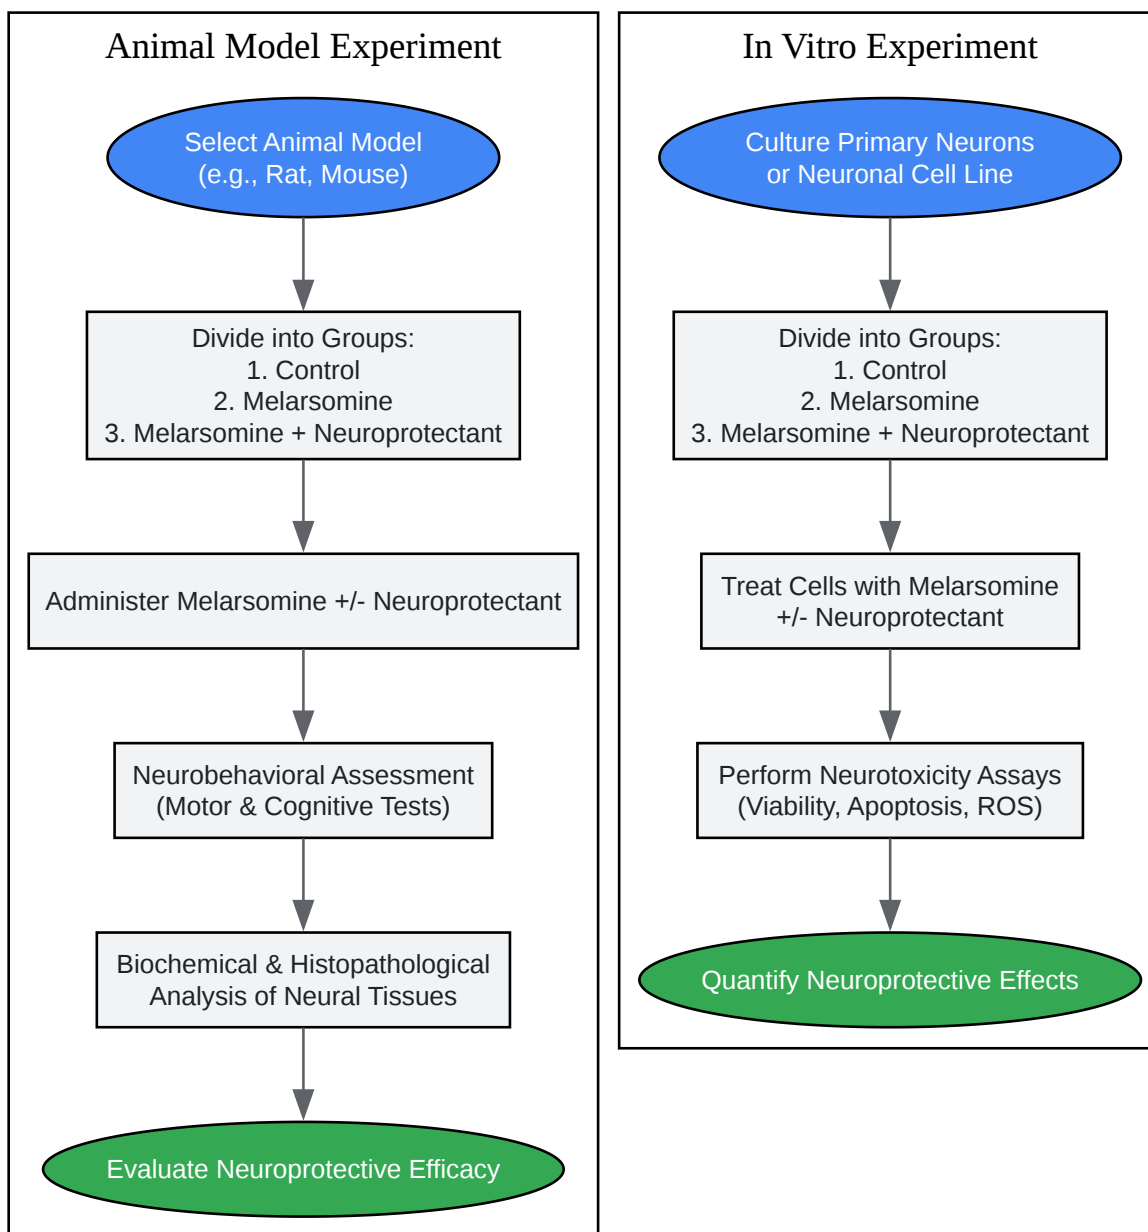 Animal Model Experiment
Select Animal Model
(e.g., Rat, Mouse)
Divide into Groups:
1. Control
2. Melarsomine
3. Melarsomine + Neuroprotectant
Administer Melarsomine +/- Neuroprotectant
Neurobehavioral Assessment
(Motor & Cognitive Tests)
Biochemical & Histopathological
Analysis of Neural Tissues
Evaluate Neuroprotective Efficacy
In Vitro Experiment
Culture Primary Neurons
or Neuronal Cell Line
Divide into Groups:
1. Control
2. Melarsomine
3. Melarsomine + Neuroprotectant
Treat Cells with Melarsomine
+/- Neuroprotectant
Perform Neurotoxicity Assays
(Viability, Apoptosis, ROS)
Quantify Neuroprotective Effects